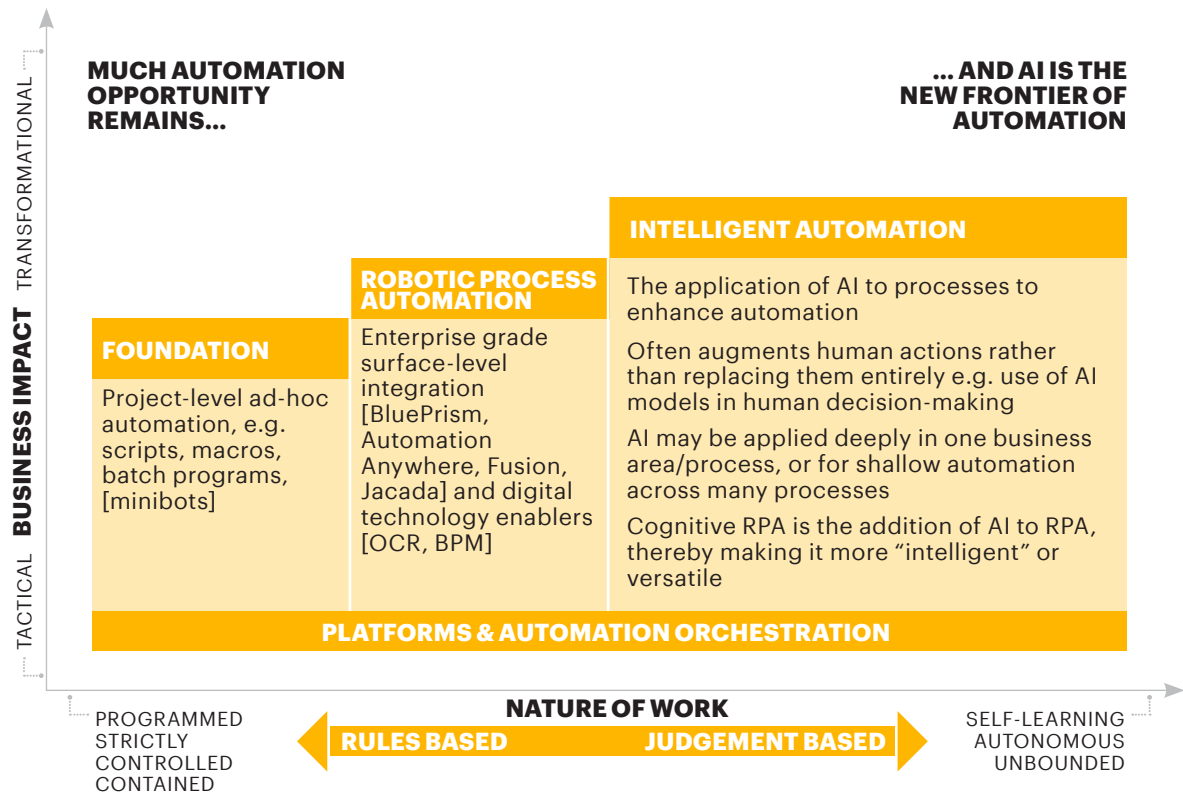 MUCH AUTOMATION
OPPORTUNITY
REMAINS...
... AND AI IS THE
NEW FRONTIER OF
AUTOMATION
TACTICAL BUSINESS IMPACT TRANSFORMATIONAL
FOUNDATION
Project-level ad-hoc
automation, e.g.
scripts, macros,
batch programs,
[minibots]
ROBOTIC PROCESS
AUTOMATION
Enterprise grade
surface-level
integration
[BluePrism,
Automation
Anywhere, Fusion,
Jacada] and digital
technology enablers
[OCR, BPM]
INTELLIGENT AUTOMATION
The application of AI to processes to
enhance automation
Often augments human actions rather
than replacing them entirely e.g. use of AI
models in human decision-making
AI may be applied deeply in one business
area/process, or for shallow automation
across many processes
Cognitive RPA is the addition of AI to RPA,
thereby making it more “intelligent” or
versatile
PLATFORMS & AUTOMATION ORCHESTRATION
NATURE OF WORK
PROGRAMMED
STRICTLY
CONTROLLED
CONTAINED
RULES BASED
JUDGEMENT BASED
SELF-LEARNING
AUTONOMOUS
UNBOUNDED